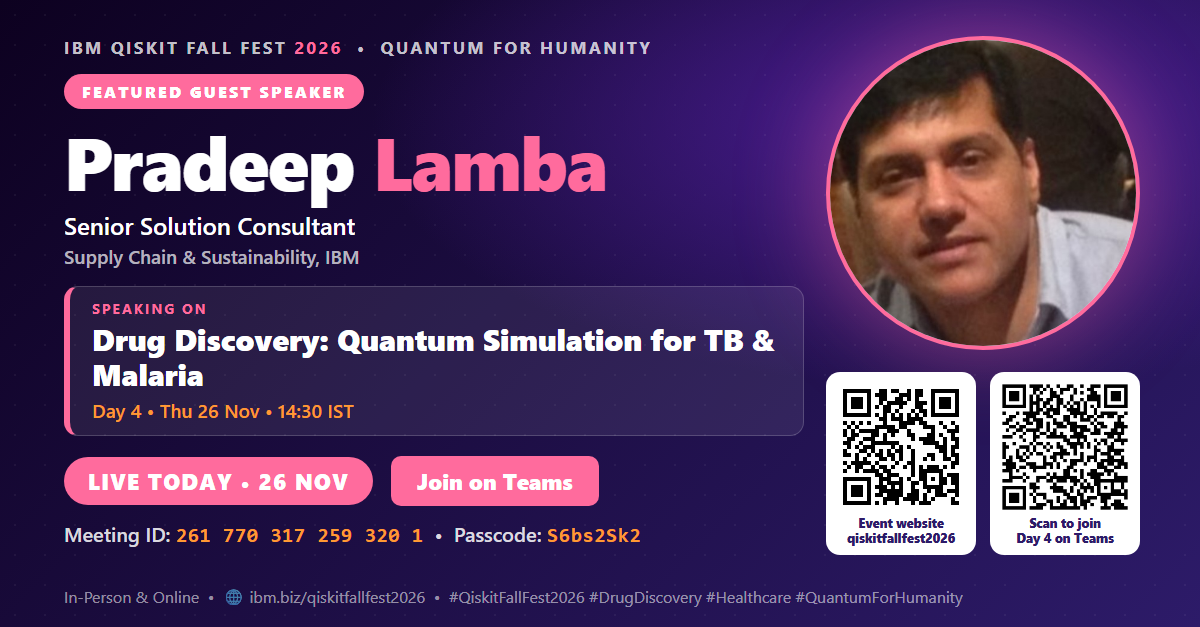 IBM QISKIT FALL FEST 2026 • QUANTUM FOR HUMANITY
FEATURED GUEST SPEAKER
Pradeep Lamba
Senior Solution Consultant
Supply Chain & Sustainability, IBM
SPEAKING ON
Drug Discovery: Quantum Simulation for TB &
Malaria
Day 4 • Thu 26 Nov • 14:30 IST
LIVE TODAY • 26 NOV
Join on Teams
Meeting ID: 261 770 317 259 320 1 • Passcode: S6bs2Sk2
Event website
qiskitfallfest2026
Scan to join
Day 4 on Teams
In-Person & Online • 🌐 ibm.biz/qiskitfallfest2026 • #QiskitFallFest2026 #DrugDiscovery #Healthcare #QuantumForHumanity